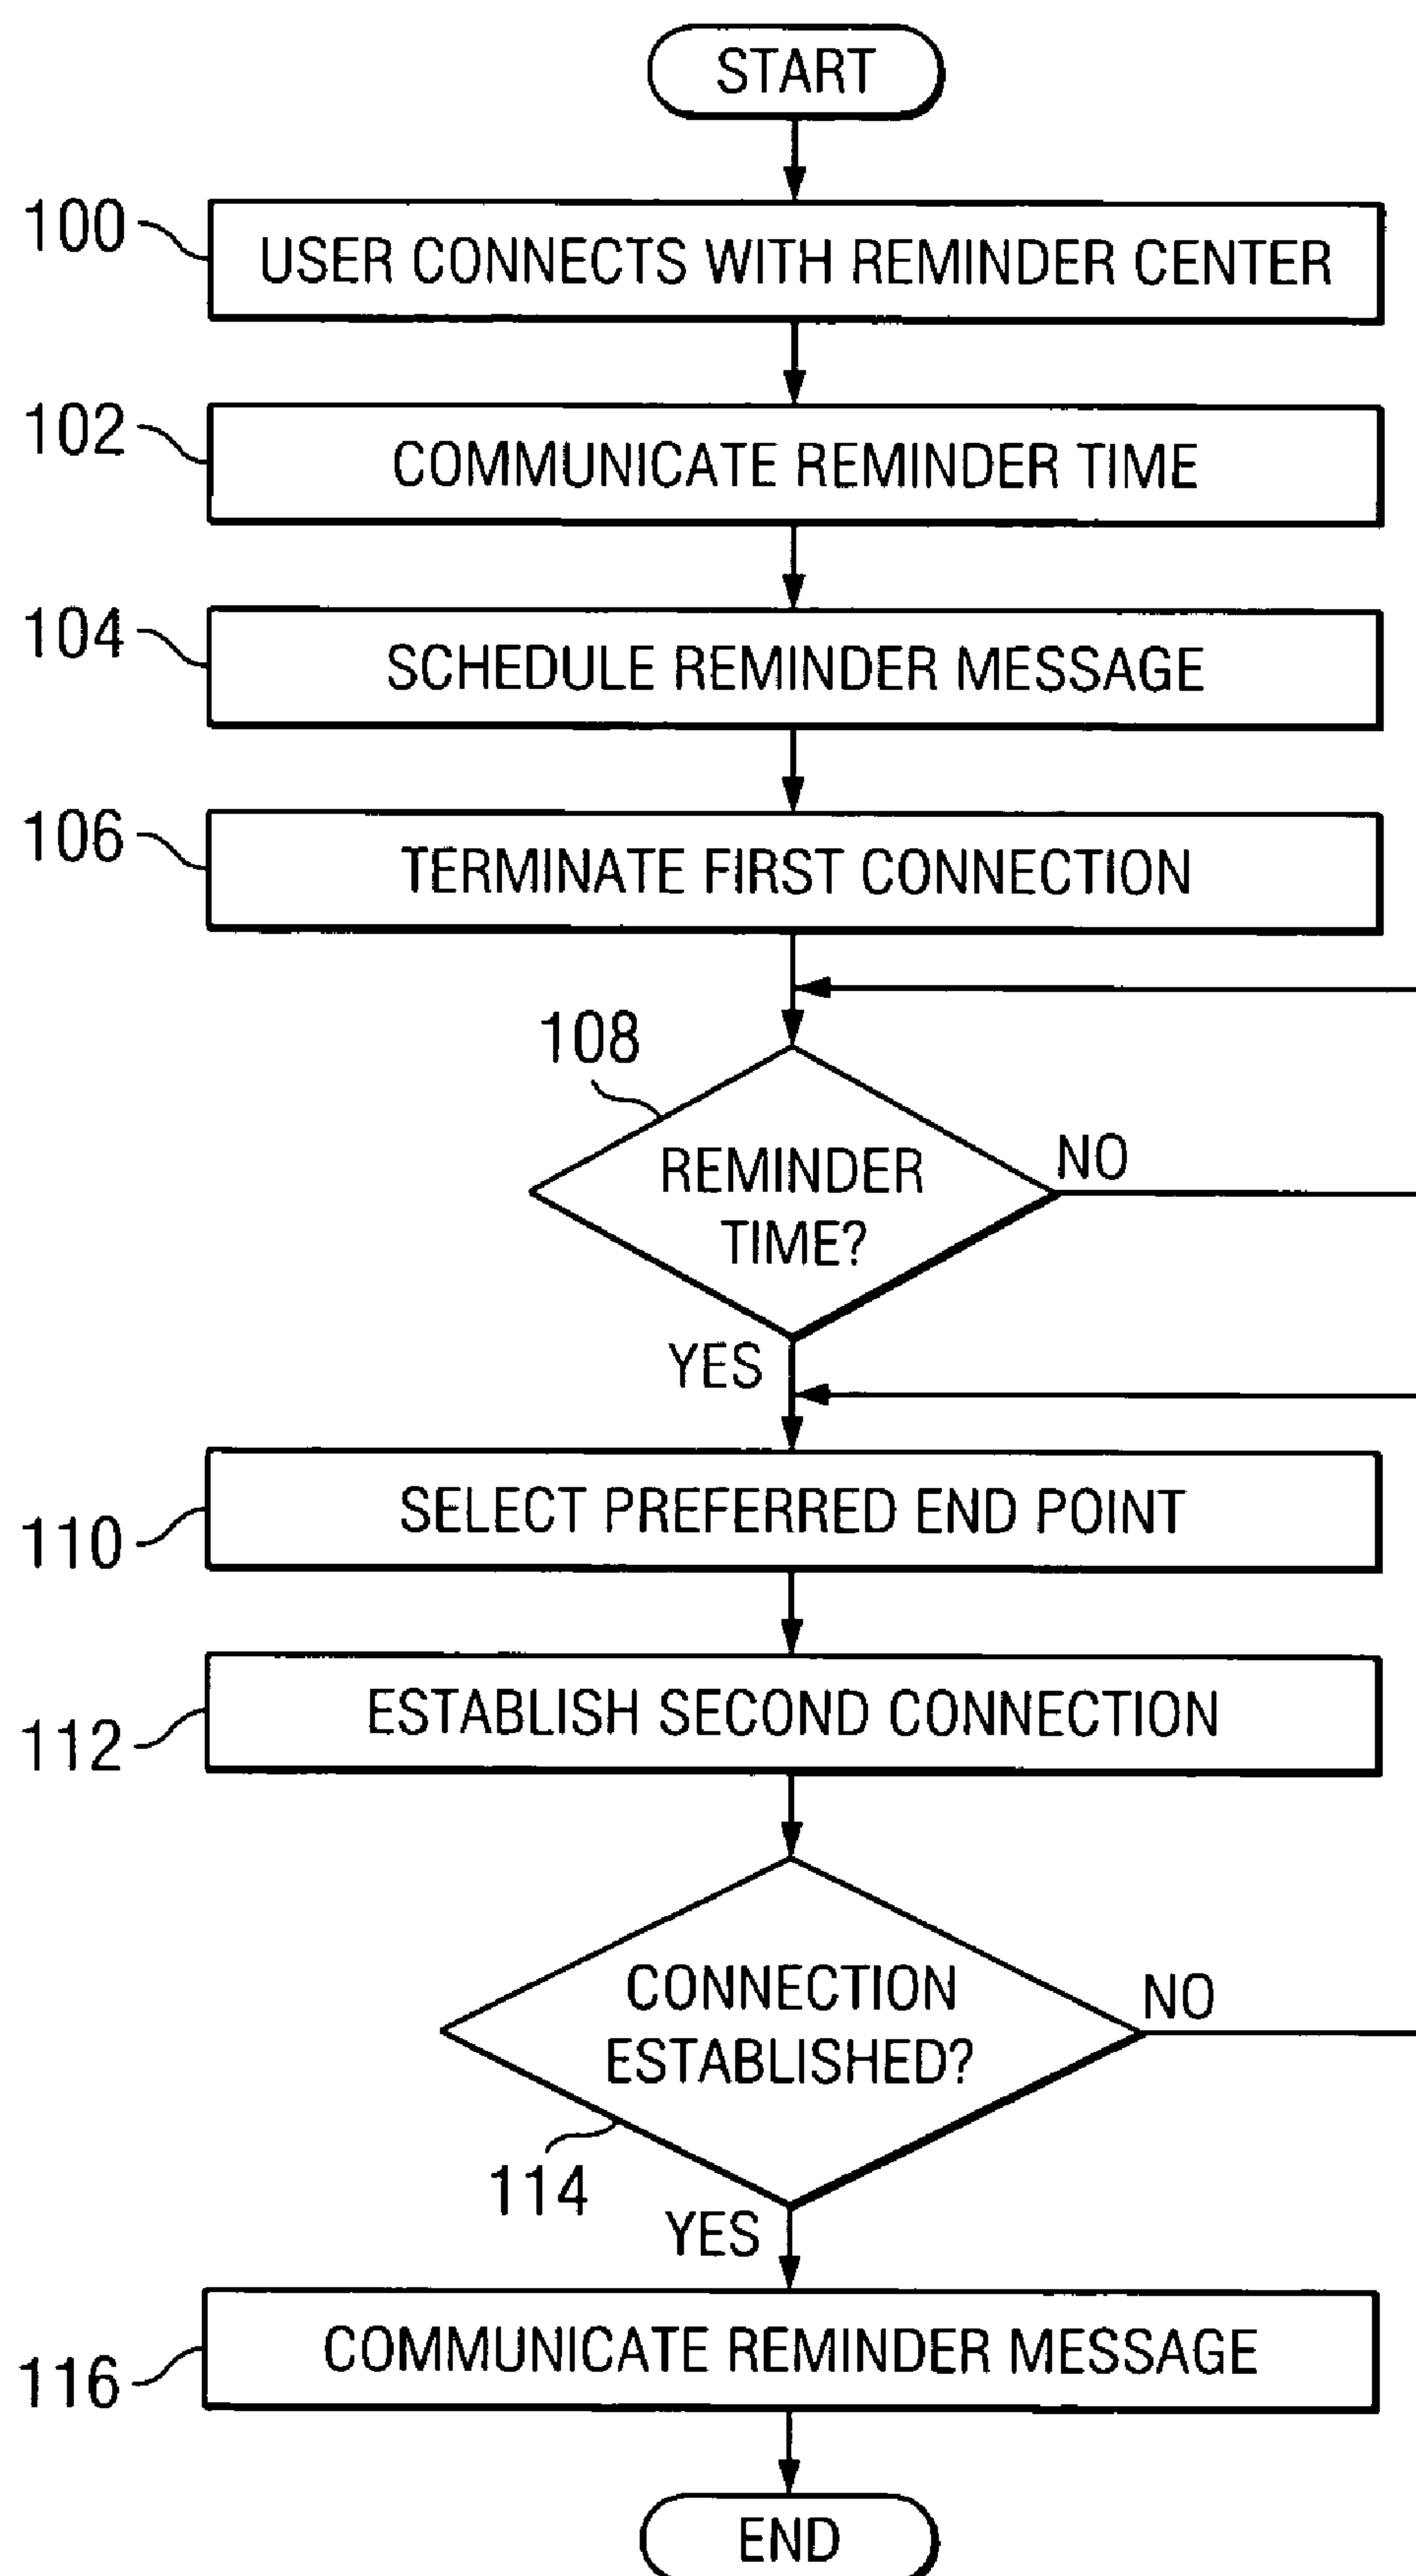 START
100
USER CONNECTS WITH REMINDER CENTER
102
COMMUNICATE REMINDER TIME
104
SCHEDULE REMINDER MESSAGE
106
TERMINATE FIRST CONNECTION
108
REMINDER
TIME?
NO
YES
110
SELECT PREFERRED END POINT
112
ESTABLISH SECOND CONNECTION
CONNECTION
ESTABLISHED?
NO
114
YES
116
COMMUNICATE REMINDER MESSAGE
END